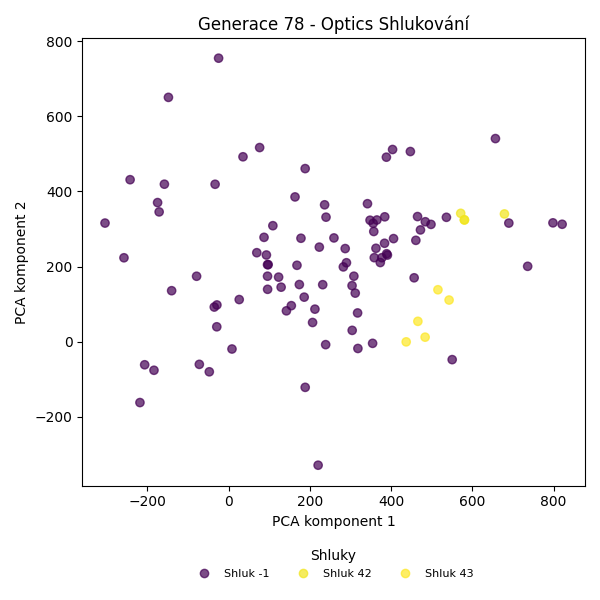 Generace 78 - Optics Shlukování
800
600
400
200
0
−200
PCA komponent 2
−200 0 200 400 600 800
PCA komponent 1
Shluky
Shluk -1 Shluk 42 Shluk 43